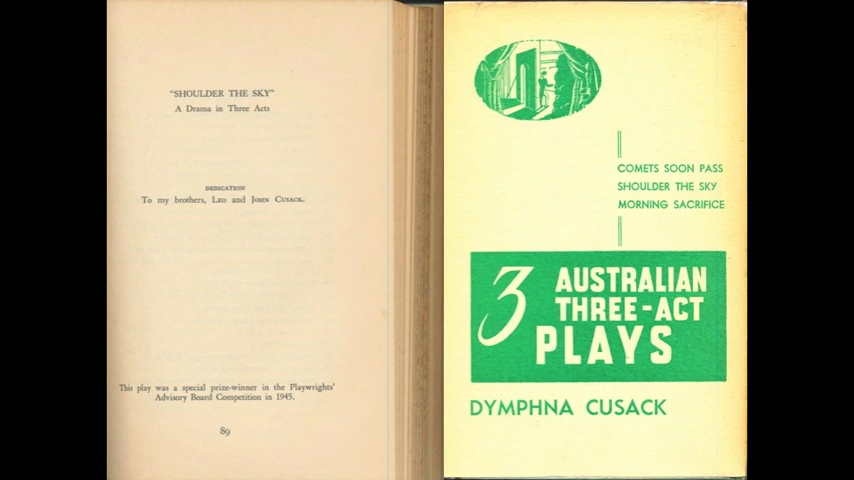 "SHOULDER THE SKY"
A Drama in Three Acts
DEDICATION
To my brothers, LEO and JOHN CUSACK.
This play was a special prize-winner in the Playwrights'
Advisory Board Competition in 1945.
89
COMETS SOON PASS
SHOULDER THE SKY
MORNING SACRIFICE
3 AUSTRALIAN
THREE-ACT
PLAYS
DYMPHNA CUSACK